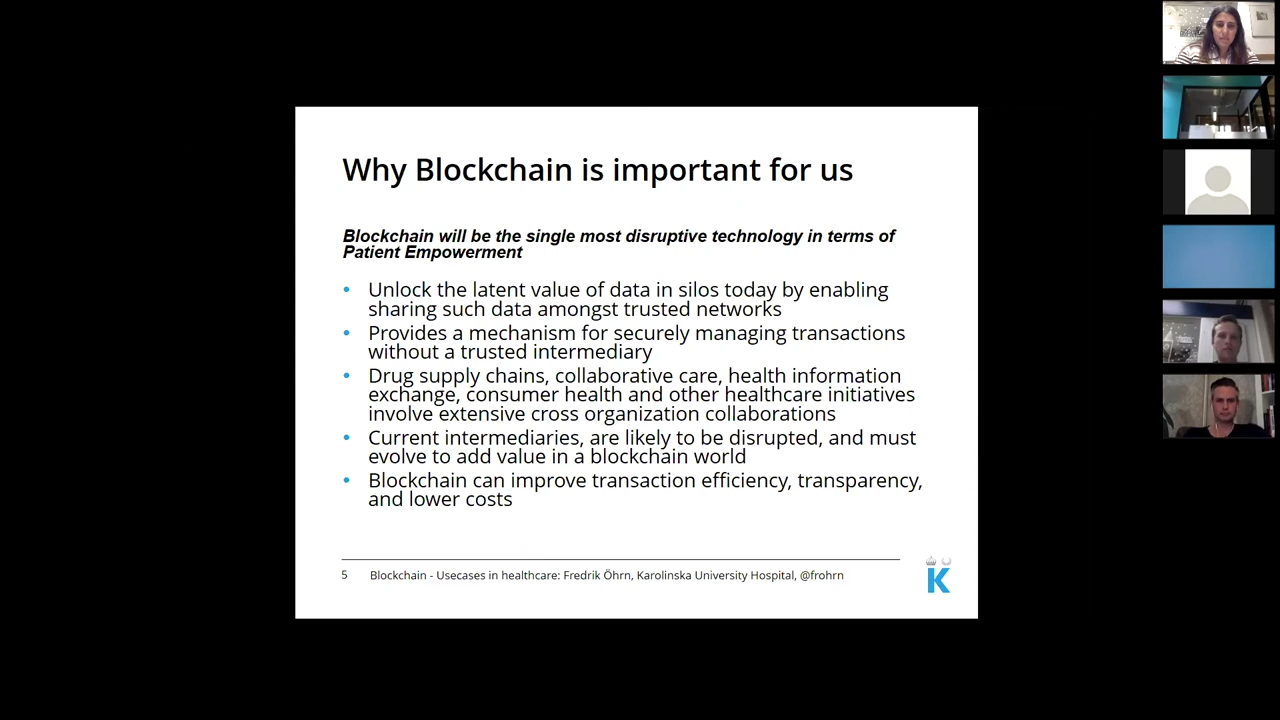 Why Blockchain is important for us
Blockchain will be the single most disruptive technology in terms of
Patient Empowerment
• Unlock the latent value of data in silos today by enabling
sharing such data amongst trusted networks
• Provides a mechanism for securely managing transactions
without a trusted intermediary
• Drug supply chains, collaborative care, health information
exchange, consumer health and other healthcare initiatives
involve extensive cross organization collaborations
• Current intermediaries, are likely to be disrupted, and must
evolve to add value in a blockchain world
• Blockchain can improve transaction efficiency, transparency,
and lower costs
5 Blockchain - Usecases in healthcare: Fredrik Öhrn, Karolinska University Hospital, @frohrn
K